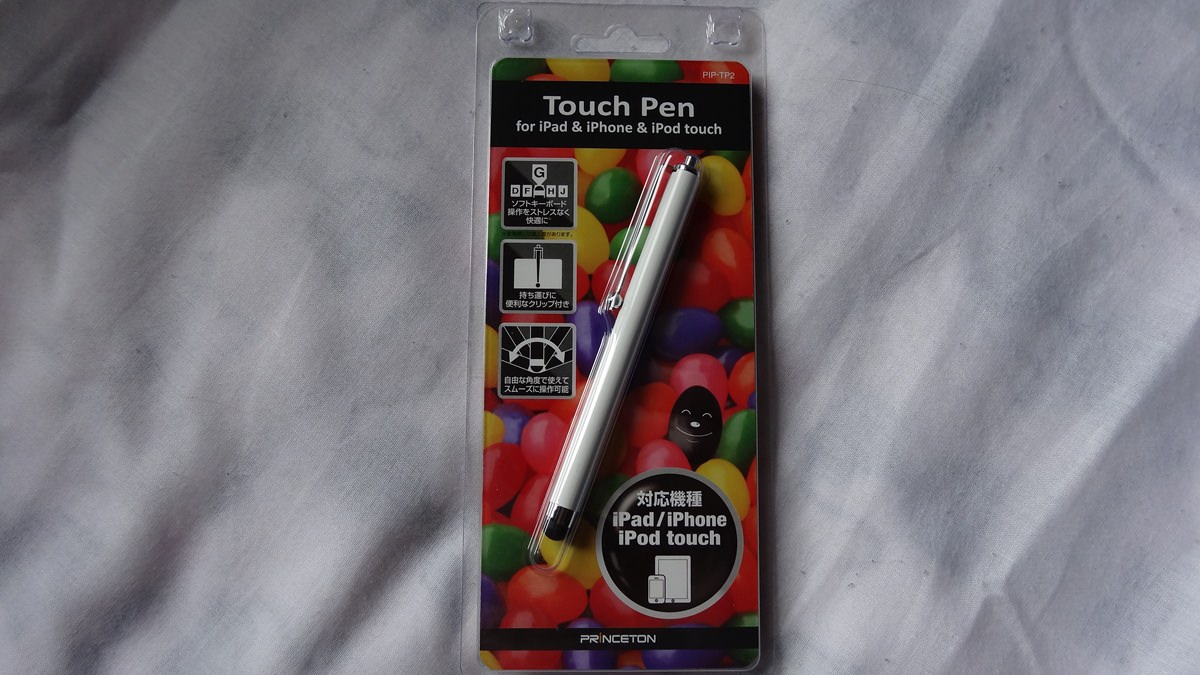 PIP-TP2
Touch Pen
for iPad & iPhone & iPod touch
G
D F H J
ソフトキーボード
操作をストレスなく
快適に
持ち運びに
便利なクリップ付き
自由な角度で使えて
スムーズに操作可能
対応機種
iPad/iPhone
iPod touch
PRINCETON